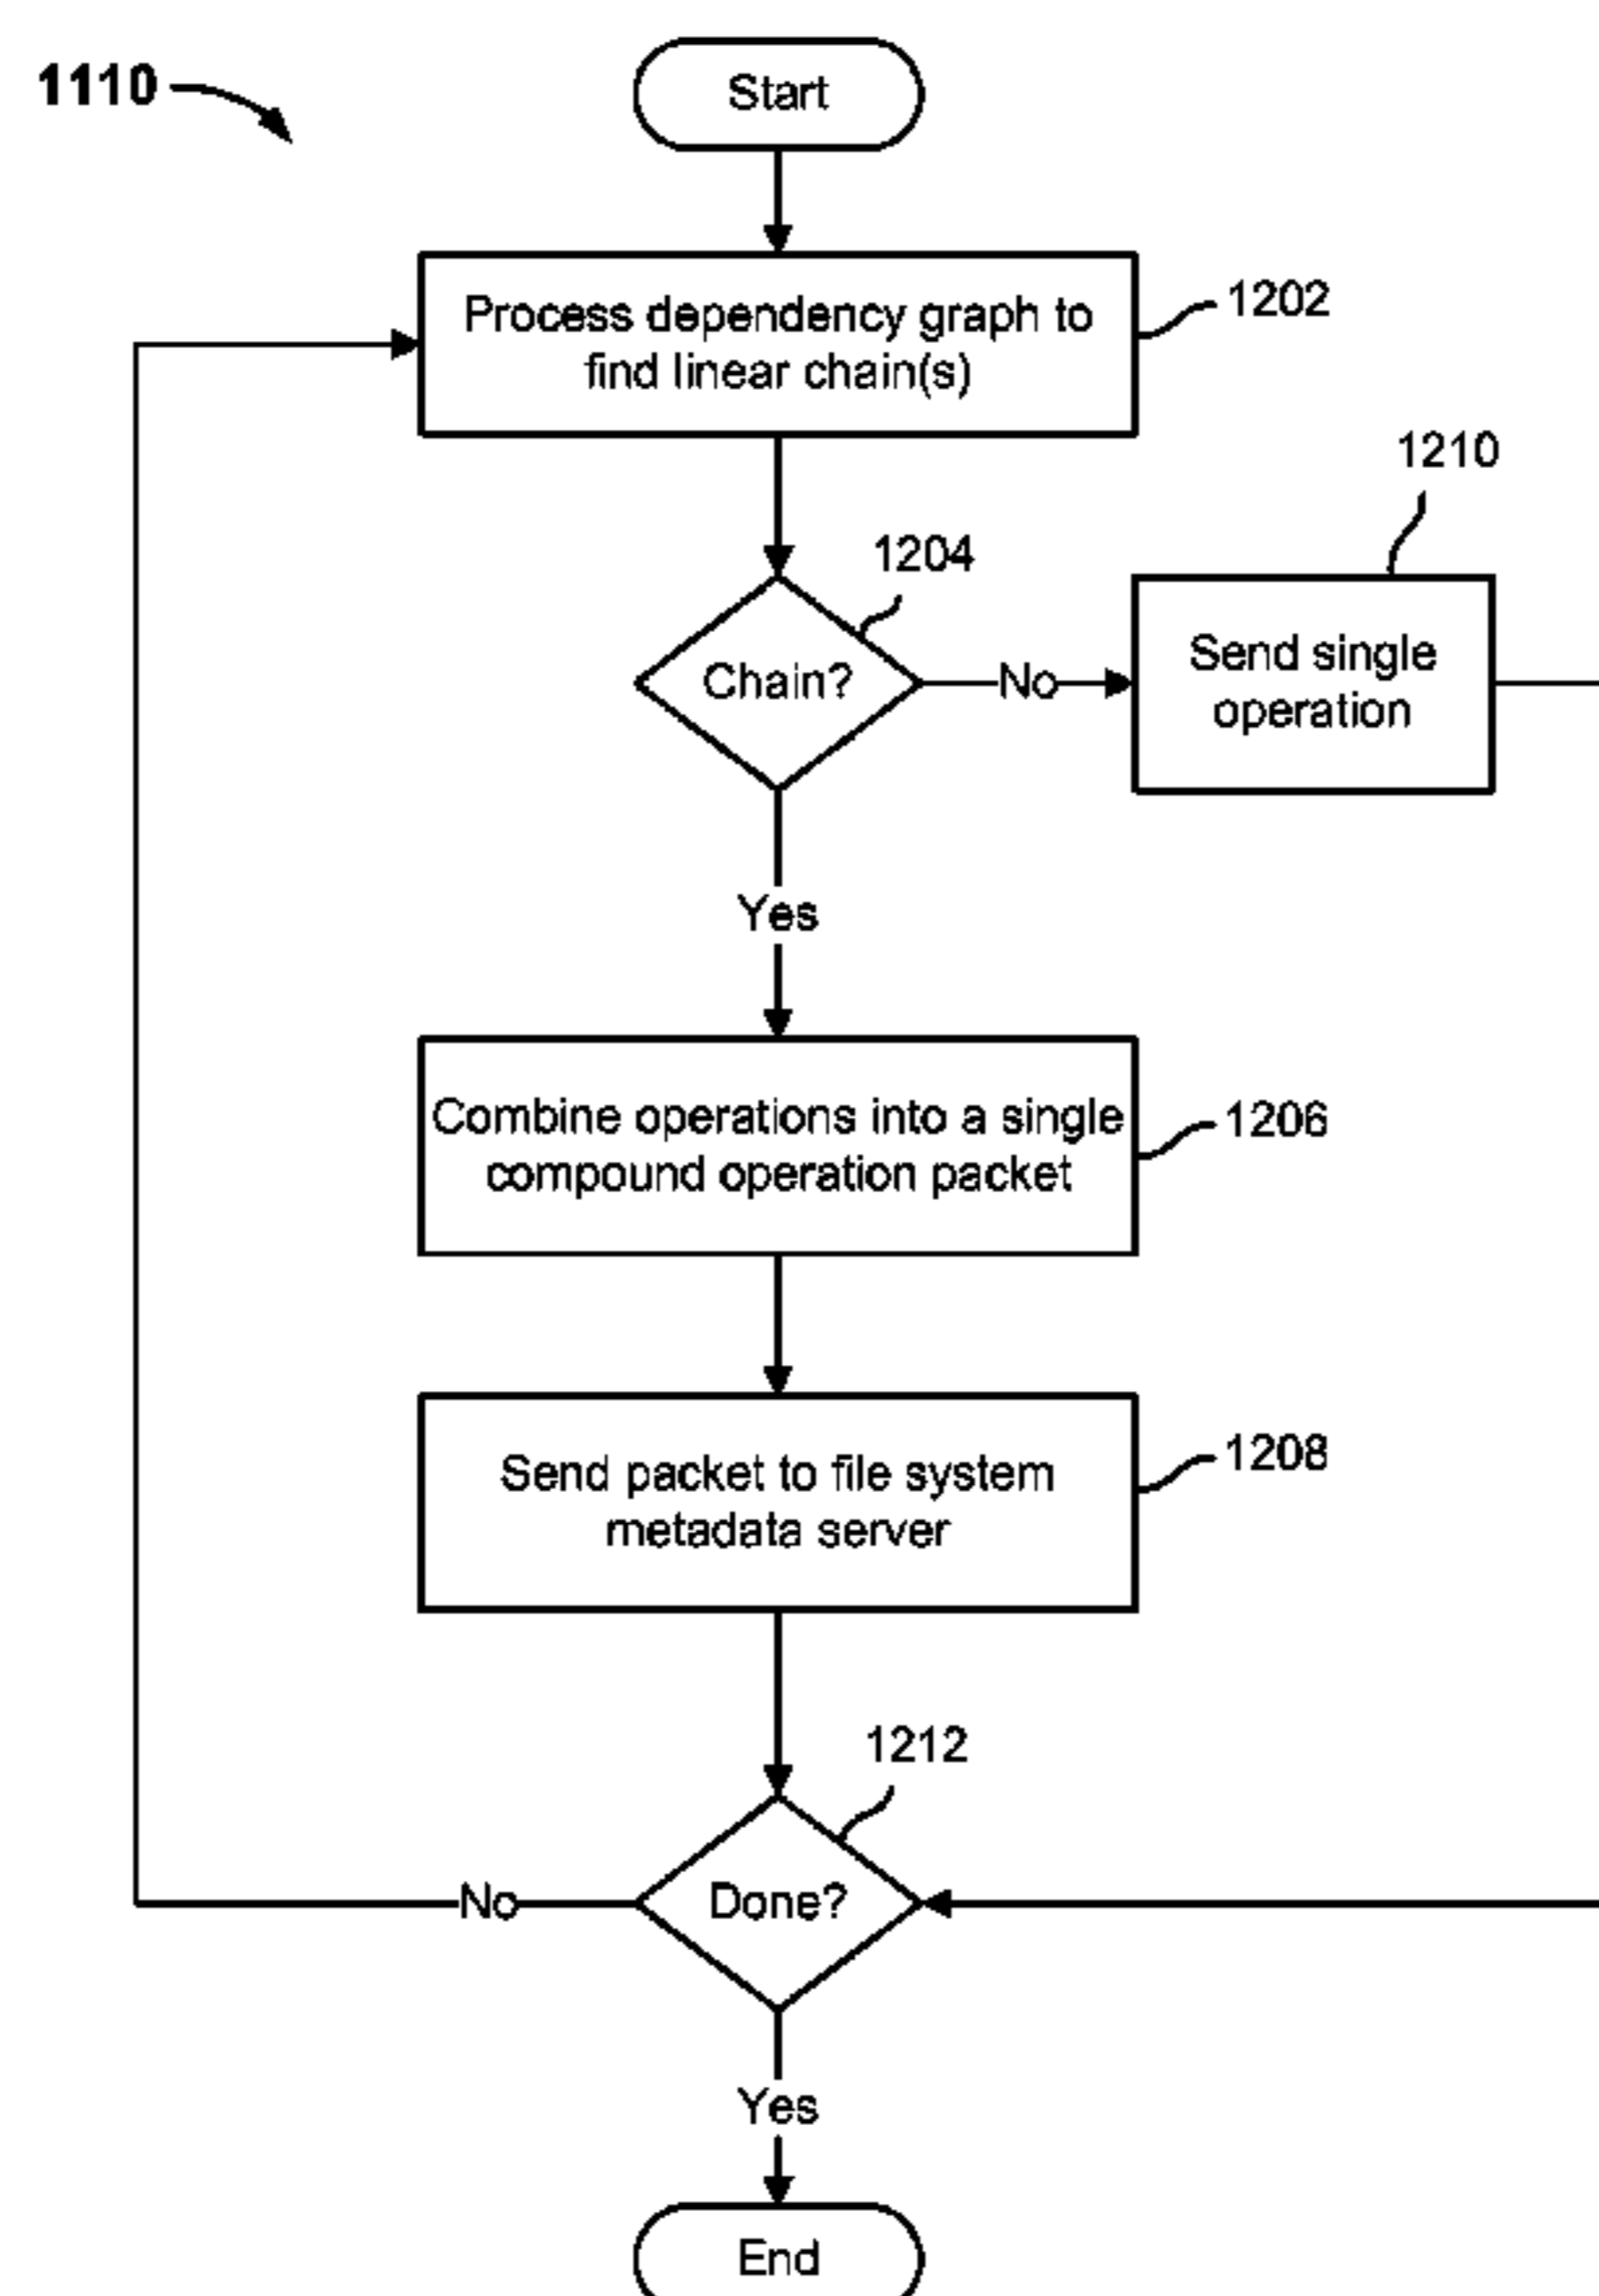 1110
Start
Process dependency graph to
find linear chain(s)
1202
1204
Chain?
No
1210
Send single
operation
Yes
Combine operations into a single
compound operation packet
1206
Send packet to file system
metadata server
1208
1212
Done?
No
Yes
End